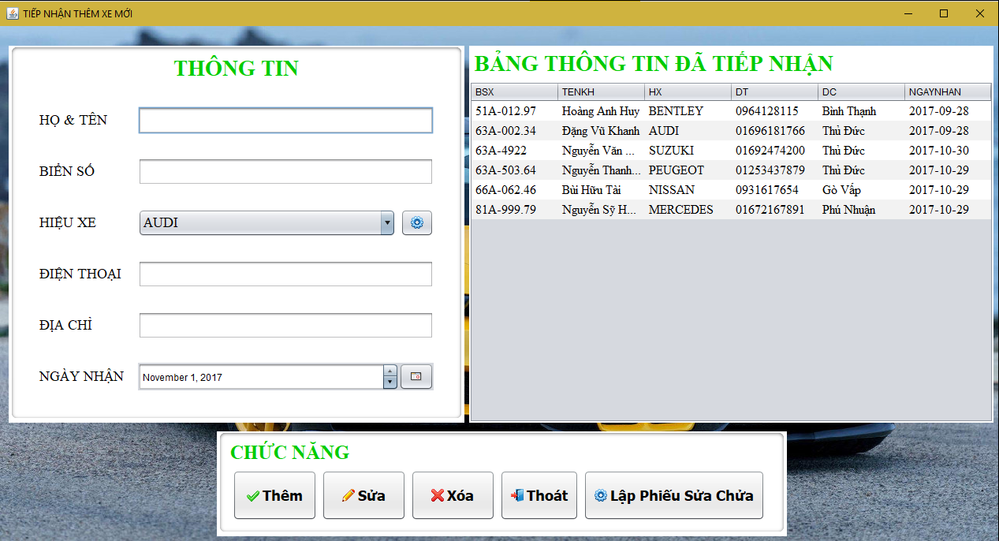 TIẾP NHẬN THÊM XE MỚI
THÔNG TIN
HỌ & TÊN
BIỂN SỐ
HIỆU XE AUDI
ĐIỆN THOẠI
ĐỊA CHỈ
NGÀY NHẬN November 1, 2017
BẢNG THÔNG TIN ĐÃ TIẾP NHẬN
BSX TENKH HX DT DC NGAYNHAN
51A-012.97 Hoàng Anh Huy BENTLEY 0964128115 Bình Thạnh 2017-09-28
63A-002.34 Đặng Vũ Khanh AUDI 01696181766 Thủ Đức 2017-09-28
63A-4922 Nguyễn Văn ... SUZUKI 01692474200 Thủ Đức 2017-10-30
63A-503.64 Nguyễn Thanh... PEUGEOT 01253437879 Thủ Đức 2017-10-29
66A-062.46 Bùi Hữu Tài NISSAN 0931617654 Gò Vấp 2017-10-29
81A-999.79 Nguyễn Sỹ H... MERCEDES 01672167891 Phú Nhuận 2017-10-29
CHỨC NĂNG
Thêm Sửa Xóa Thoát Lập Phiếu Sửa Chửa